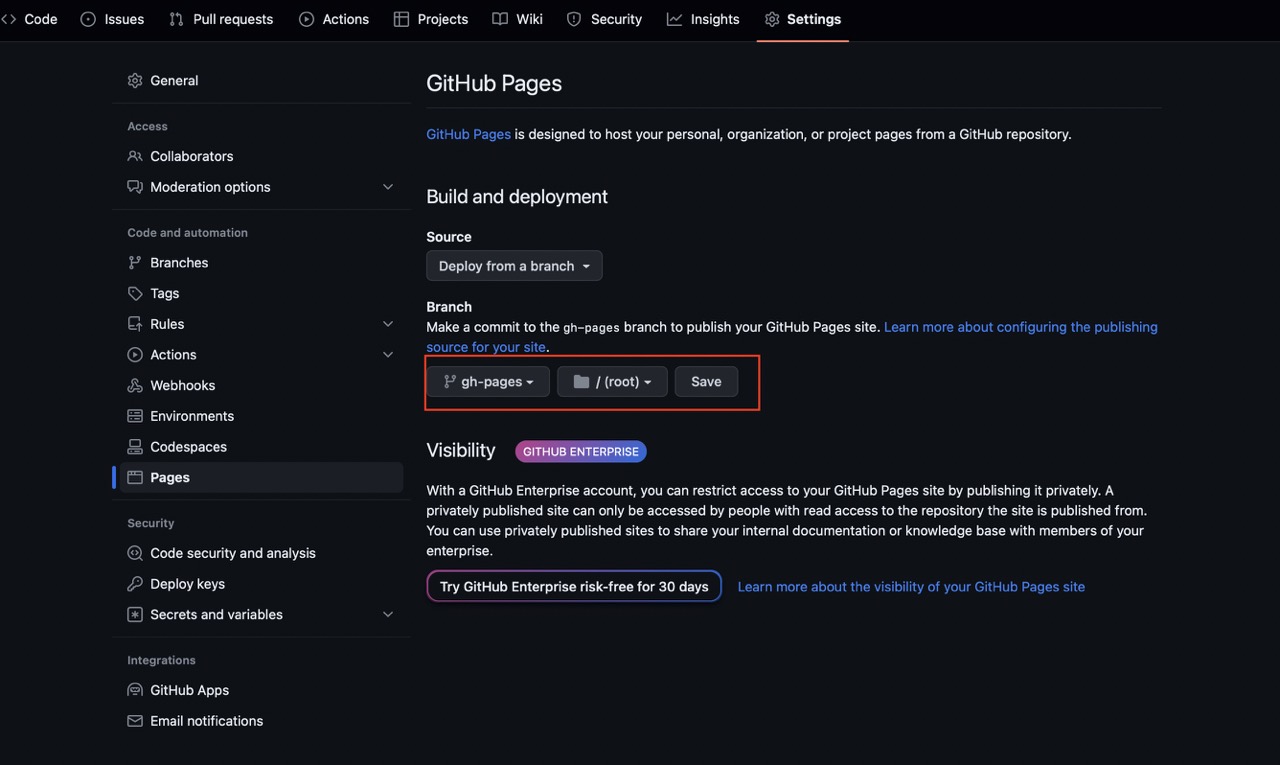 Code Issues Pull requests Actions Projects Wiki Security Insights Settings
General
Access
Collaborators
Moderation options
Code and automation
Branches
Tags
Rules
Actions
Webhooks
Environments
Codespaces
Pages
Security
Code security and analysis
Deploy keys
Secrets and variables
Integrations
GitHub Apps
Email notifications
GitHub Pages
GitHub Pages is designed to host your personal, organization, or project pages from a GitHub repository.
Build and deployment
Source
Deploy from a branch
Branch
Make a commit to the gh-pages branch to publish your GitHub Pages site. Learn more about configuring the publishing
source for your site.
gh-pages / (root) Save
Visibility GITHUB ENTERPRISE
With a GitHub Enterprise account, you can restrict access to your GitHub Pages site by publishing it privately. A
privately published site can only be accessed by people with read access to the repository the site is published from.
You can use privately published sites to share your internal documentation or knowledge base with members of your
enterprise.
Try GitHub Enterprise risk-free for 30 days Learn more about the visibility of your GitHub Pages site